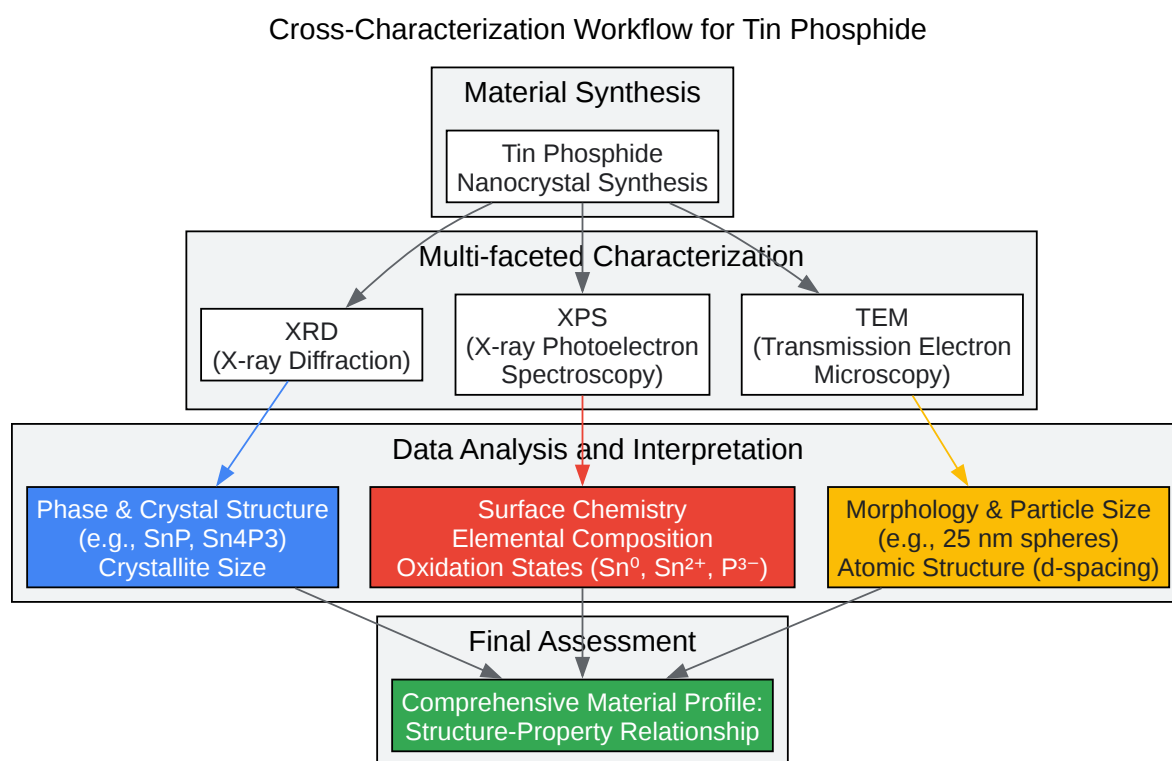 Cross-Characterization Workflow for Tin Phosphide
Material Synthesis
Tin Phosphide
Nanocrystal Synthesis
Multi-faceted Characterization
XRD
(X-ray Diffraction)
XPS
(X-ray Photoelectron
Spectroscopy)
TEM
(Transmission Electron
Microscopy)
Data Analysis and Interpretation
Phase & Crystal Structure
(e.g., SnP, Sn4P3)
Crystallite Size
Surface Chemistry
Elemental Composition
Oxidation States (Sn⁰, Sn²⁺, P³⁻)
Morphology & Particle Size
(e.g., 25 nm spheres)
Atomic Structure (d-spacing)
Final Assessment
Comprehensive Material Profile:
Structure-Property Relationship